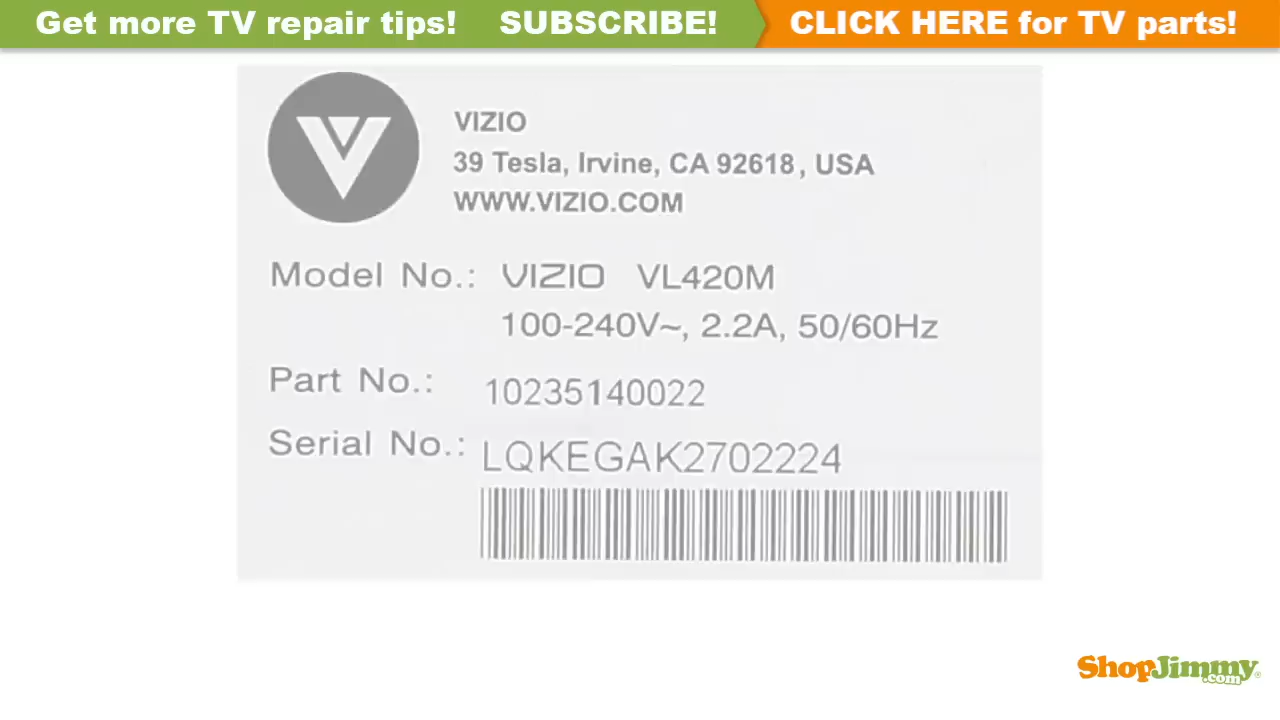 Get more TV repair tips! SUBSCRIBE! CLICK HERE for TV parts!
VIZIO
39 Tesla, Irvine, CA 92618, USA
WWW.VIZIO.COM
Model No.: VIZIO VL420M
100-240V~, 2.2A, 50/60Hz
Part No.: 10235140022
Serial No.: LQKEGAK2702224
ShopJimmy.com®